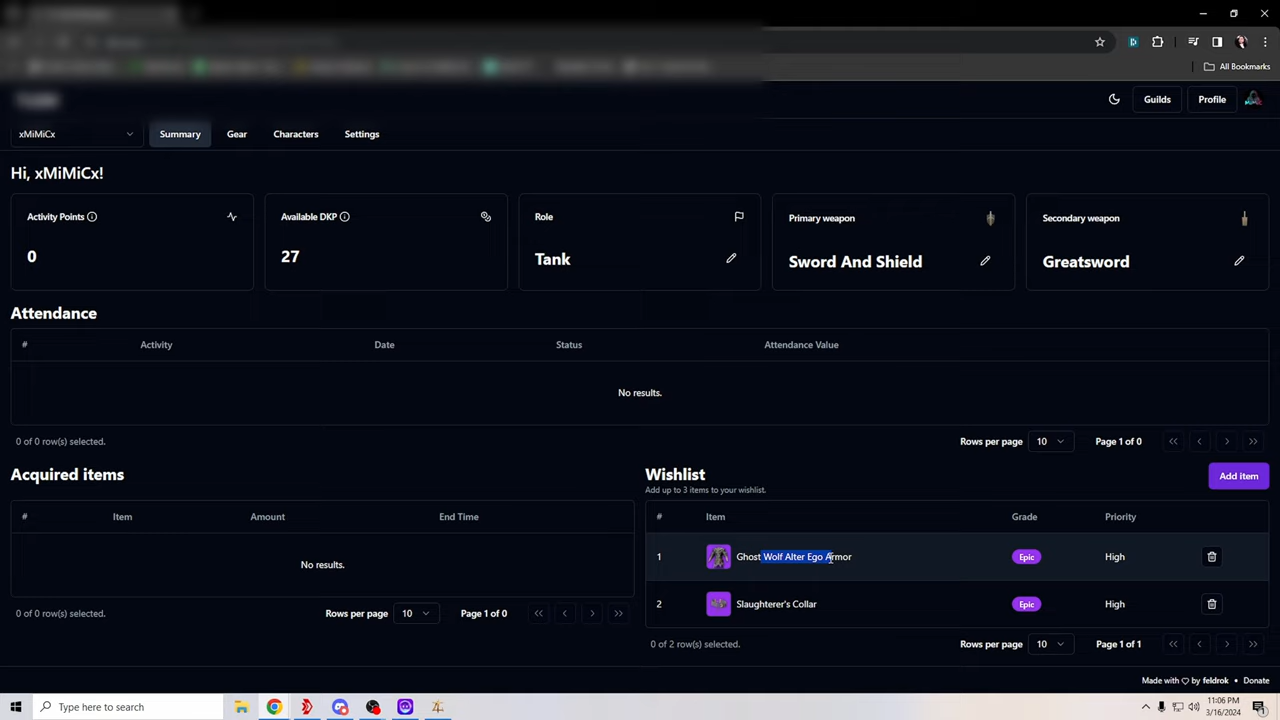 All Bookmarks
Guilds
Profile
xMiMiCx
Summary
Gear
Characters
Settings
Hi, xMiMiCx!
Activity Points
0
Available DKP
27
Role
Tank
Primary weapon
Sword And Shield
Secondary weapon
Greatsword
Attendance
# Activity Date Status Attendance Value
No results.
0 of 0 row(s) selected.
Rows per page 10 Page 1 of 0
Acquired items
# Item Amount End Time
No results.
0 of 0 row(s) selected.
Rows per page 10 Page 1 of 0
Wishlist
Add up to 3 items to your wishlist.
Add item
# Item Grade Priority
1 Ghost Wolf Alter Ego Armor Epic High
2 Slaughterer's Collar Epic High
0 of 2 row(s) selected.
Rows per page 10 Page 1 of 1
Made with by feldrok • Donate
Type here to search
11:06 PM
3/16/2024